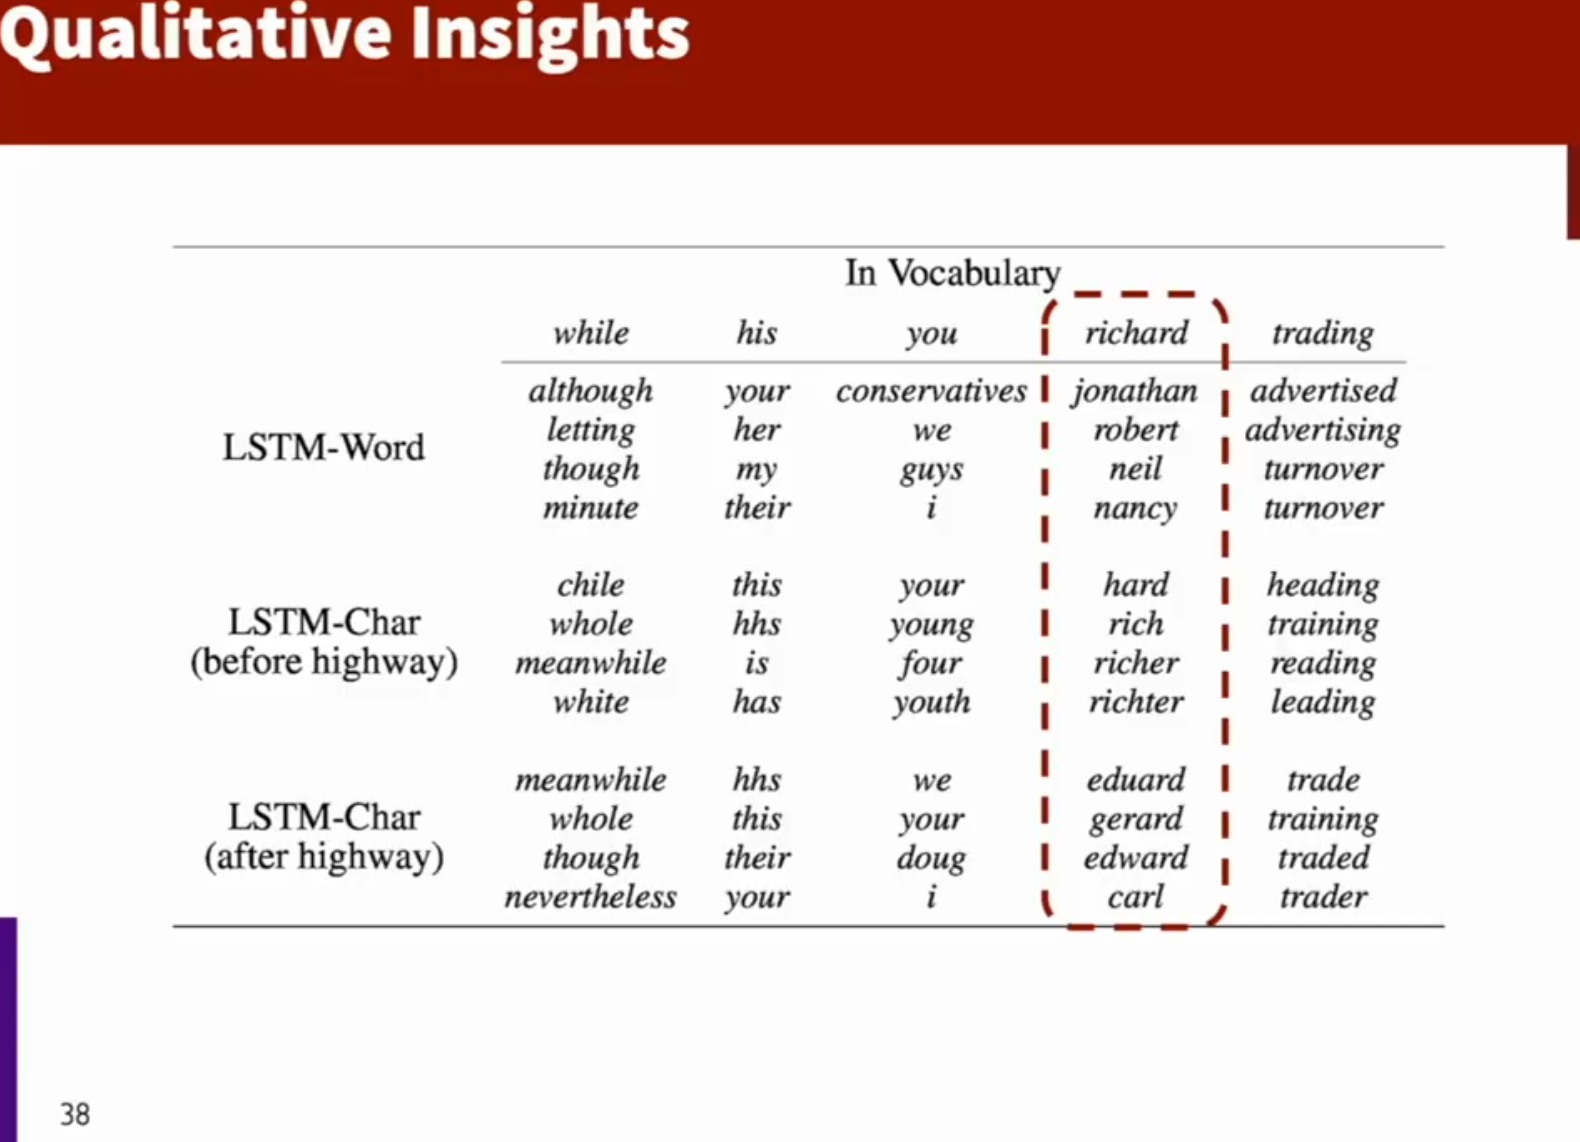 Qualitative Insights
In Vocabulary
while his you richard trading
although your conservatives jonathan advertised
letting her we robert advertising
LSTM-Word
though my guys neil turnover
minute their i nancy turnover
chile this your hard heading
LSTM-Char whole hhs young rich training
(before highway) meanwhile is four richer reading
white has youth richter leading
meanwhile hhs we eduard trade
LSTM-Char whole this your gerard training
(after highway) though their doug edward traded
nevertheless your i carl trader
38